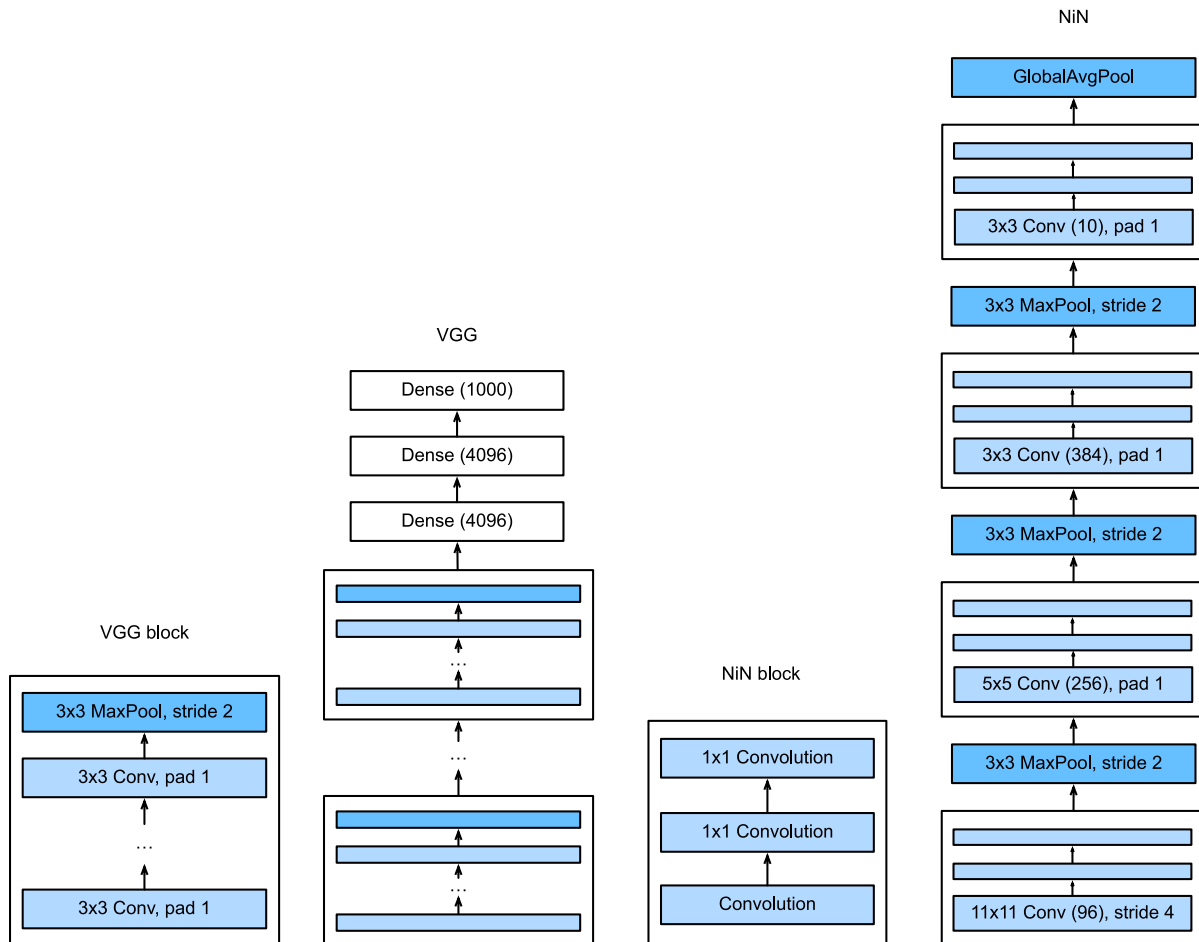 VGG block
3x3 MaxPool, stride 2
3x3 Conv, pad 1
...
3x3 Conv, pad 1
VGG
Dense (1000)
Dense (4096)
Dense (4096)
...
...
...
NiN block
1x1 Convolution
1x1 Convolution
Convolution
NiN
GlobalAvgPool
3x3 Conv (10), pad 1
3x3 MaxPool, stride 2
3x3 Conv (384), pad 1
3x3 MaxPool, stride 2
5x5 Conv (256), pad 1
3x3 MaxPool, stride 2
11x11 Conv (96), stride 4